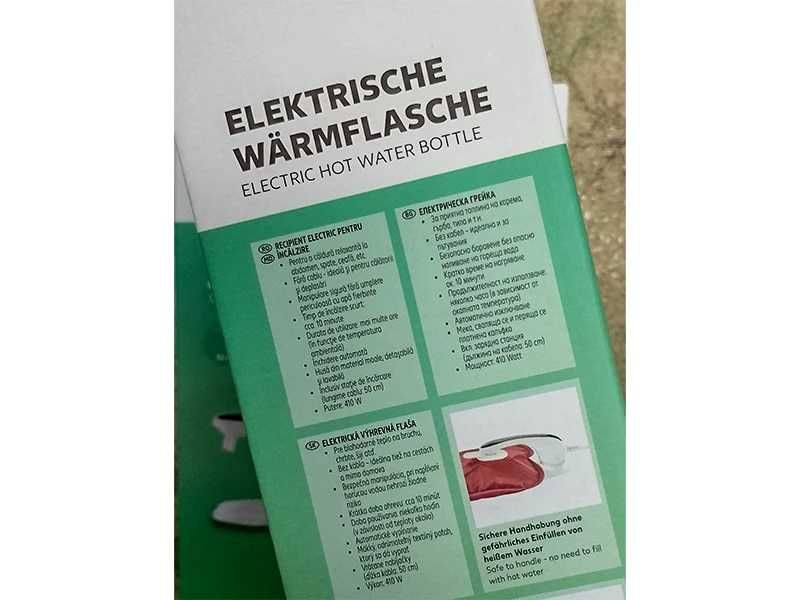 ELEKTRISCHE
WÄRMFLASCHE
ELECTRIC HOT WATER BOTTLE
RO RECIPIENT ELECTRIC PENTRU
MD ÎNCĂLZIRE
• Pentru o căldură relaxantă la
abdomen, spate, ceafă, etc.
• Fără cablu - ideală și pentru călătorii
și deplasări
• Manipulare sigură fără umplere
periculoasă cu apă fierbinte
• Timp de încălzire scurt:
cca. 10 minute
• Durata de utilizare: mai multe ore
(în funcție de temperatura
ambientală)
• Închidere automată
• Husă din material moale, detașabilă
și lavabilă
• Inclusiv stație de încărcare
(lungime cablu: 50 cm)
• Putere: 410 W
BG ЕЛЕКТРИЧЕСКА ГРЕЙКА
• За приятна топлина на корема,
гърба, тила и т.н.
• Без кабел – идеална и за
пътувания
• Безопасно боравене без опасно
наливане на гореща вода
• Кратко време на нагряване
ок. 10 минути
• Продължителност на използване:
няколко часа (в зависимост от
околната температура)
• Автоматично изключване
• Мека, сваляща се и перяща се
платнена калъфка
• Вкл. зарядна станция
(дължина на кабела: 50 cm)
• Мощност: 410 Watt
SK ELEKTRICKÁ VÝHREVNÁ FĽAŠA
• Pre blahodarné teplo na bruchu,
chrbte, šiji atď.
• Bez kábla – ideálna tiež na cestách
a mimo domova
• Bezpečná manipulácia, pri napĺňaní
horúcou vodou nehrozí žiadne
riziko
• Krátka doba ohrevu: cca 10 minút
• Doba používania: niekoľko hodín
(v závislosti od teploty okolia)
• Automatické vypínanie
• Mäkký, odnímateľný textilný poťah,
ktorý sa dá vyprať
• Vrátane nabíjačky
(dĺžka kábla: 50 cm)
• Výkon: 410 W
Sichere Handhabung ohne
gefährliches Einfüllen von
heißem Wasser
Safe to handle - no need to fill
with hot water